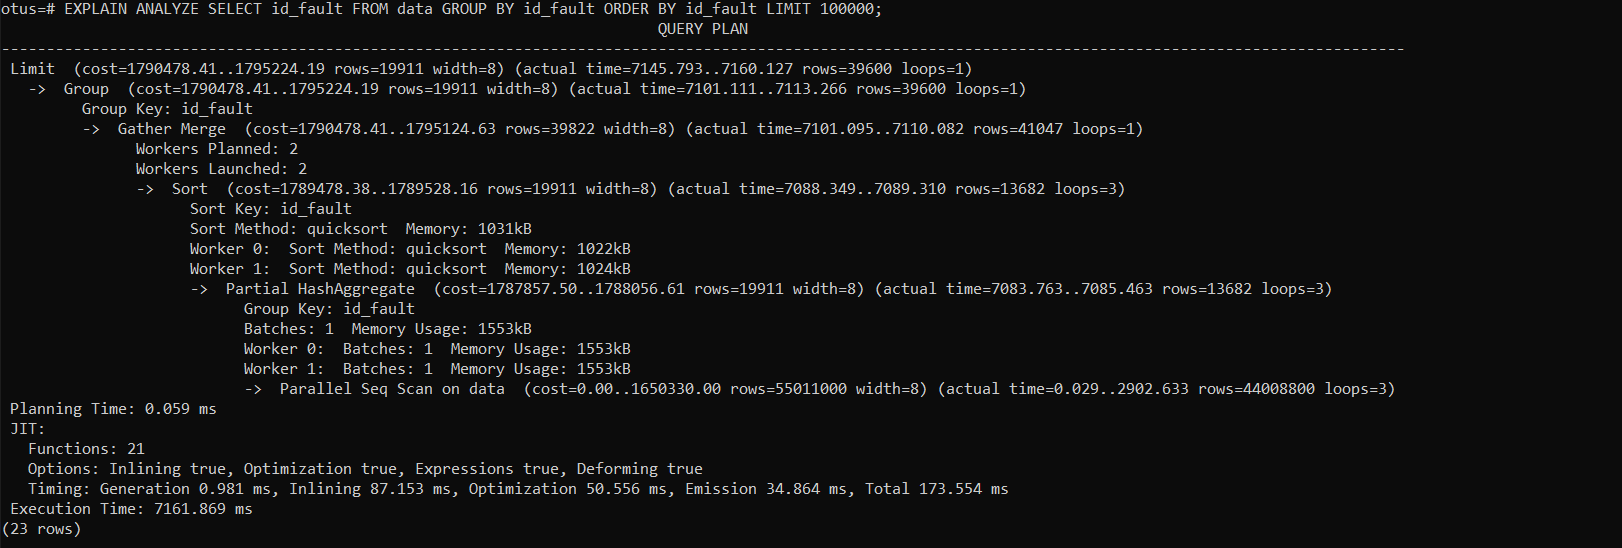 otus=# EXPLAIN ANALYZE SELECT id_fault FROM data GROUP BY id_fault ORDER BY id_fault LIMIT 100000;
QUERY PLAN
------------------------------------------------------------------------------------------------------------------------------------------------------------
Limit  (cost=1790478.41..1795224.19 rows=19911 width=8) (actual time=7145.793..7160.127 rows=39600 loops=1)
  ->  Group  (cost=1790478.41..1795224.19 rows=19911 width=8) (actual time=7101.111..7113.266 rows=39600 loops=1)
        Group Key: id_fault
        ->  Gather Merge  (cost=1790478.41..1795124.63 rows=39822 width=8) (actual time=7101.095..7110.082 rows=41047 loops=1)
              Workers Planned: 2
              Workers Launched: 2
              ->  Sort  (cost=1789478.38..1789528.16 rows=19911 width=8) (actual time=7088.349..7089.310 rows=13682 loops=3)
                    Sort Key: id_fault
                    Sort Method: quicksort  Memory: 1031kB
                    Worker 0:  Sort Method: quicksort  Memory: 1022kB
                    Worker 1:  Sort Method: quicksort  Memory: 1024kB
                    ->  Partial HashAggregate  (cost=1787857.50..1788056.61 rows=19911 width=8) (actual time=7083.763..7085.463 rows=13682 loops=3)
                          Group Key: id_fault
                          Batches: 1  Memory Usage: 1553kB
                          Worker 0:  Batches: 1  Memory Usage: 1553kB
                          Worker 1:  Batches: 1  Memory Usage: 1553kB
                          ->  Parallel Seq Scan on data  (cost=0.00..1650330.00 rows=55011000 width=8) (actual time=0.029..2902.633 rows=44008800 loops=3)
Planning Time: 0.059 ms
JIT:
  Functions: 21
  Options: Inlining true, Optimization true, Expressions true, Deforming true
  Timing: Generation 0.981 ms, Inlining 87.153 ms, Optimization 50.556 ms, Emission 34.864 ms, Total 173.554 ms
Execution Time: 7161.869 ms
(23 rows)